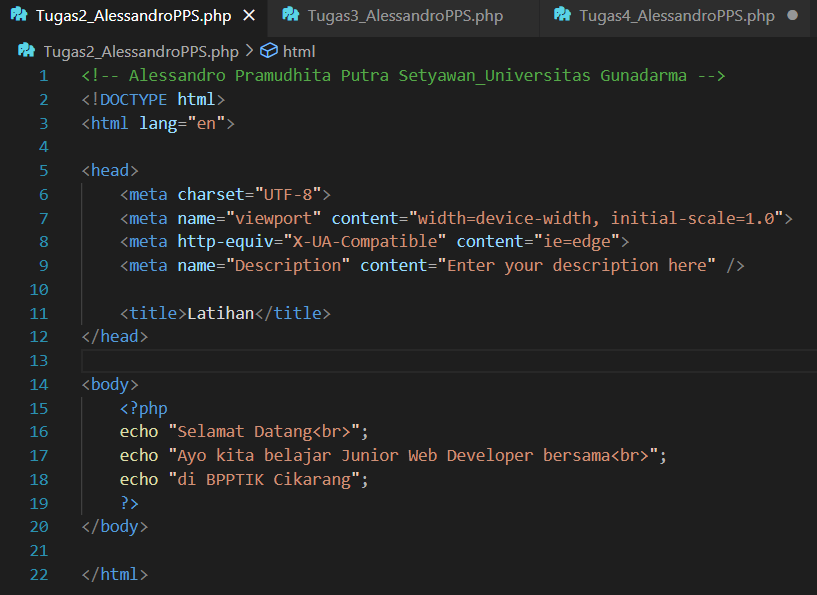 Tugas2_AlessandroPPS.php Tugas3_AlessandroPPS.php Tugas4_AlessandroPPS.php
Tugas2_AlessandroPPS.php > html
1 <!-- Alessandro Pramudhita Putra Setyawan_Universitas Gunadarma -->
2 <!DOCTYPE html>
3 <html lang="en">
4
5 <head>
6     <meta charset="UTF-8">
7     <meta name="viewport" content="width=device-width, initial-scale=1.0">
8     <meta http-equiv="X-UA-Compatible" content="ie=edge">
9     <meta name="Description" content="Enter your description here" />
10
11     <title>Latihan</title>
12 </head>
13
14 <body>
15     <?php
16     echo "Selamat Datang<br>";
17     echo "Ayo kita belajar Junior Web Developer bersama<br>";
18     echo "di BPPTIK Cikarang";
19     ?>
20 </body>
21
22 </html>